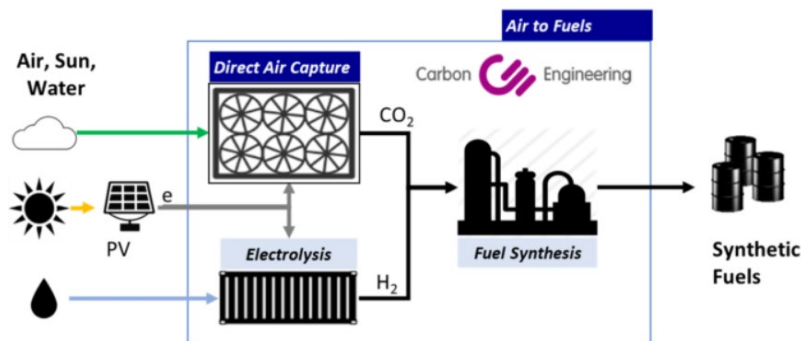 Air to Fuels
Air, Sun,
Water
Direct Air Capture
Carbon Engineering
CO₂
e
PV
Electrolysis
Fuel Synthesis
H₂
Synthetic
Fuels